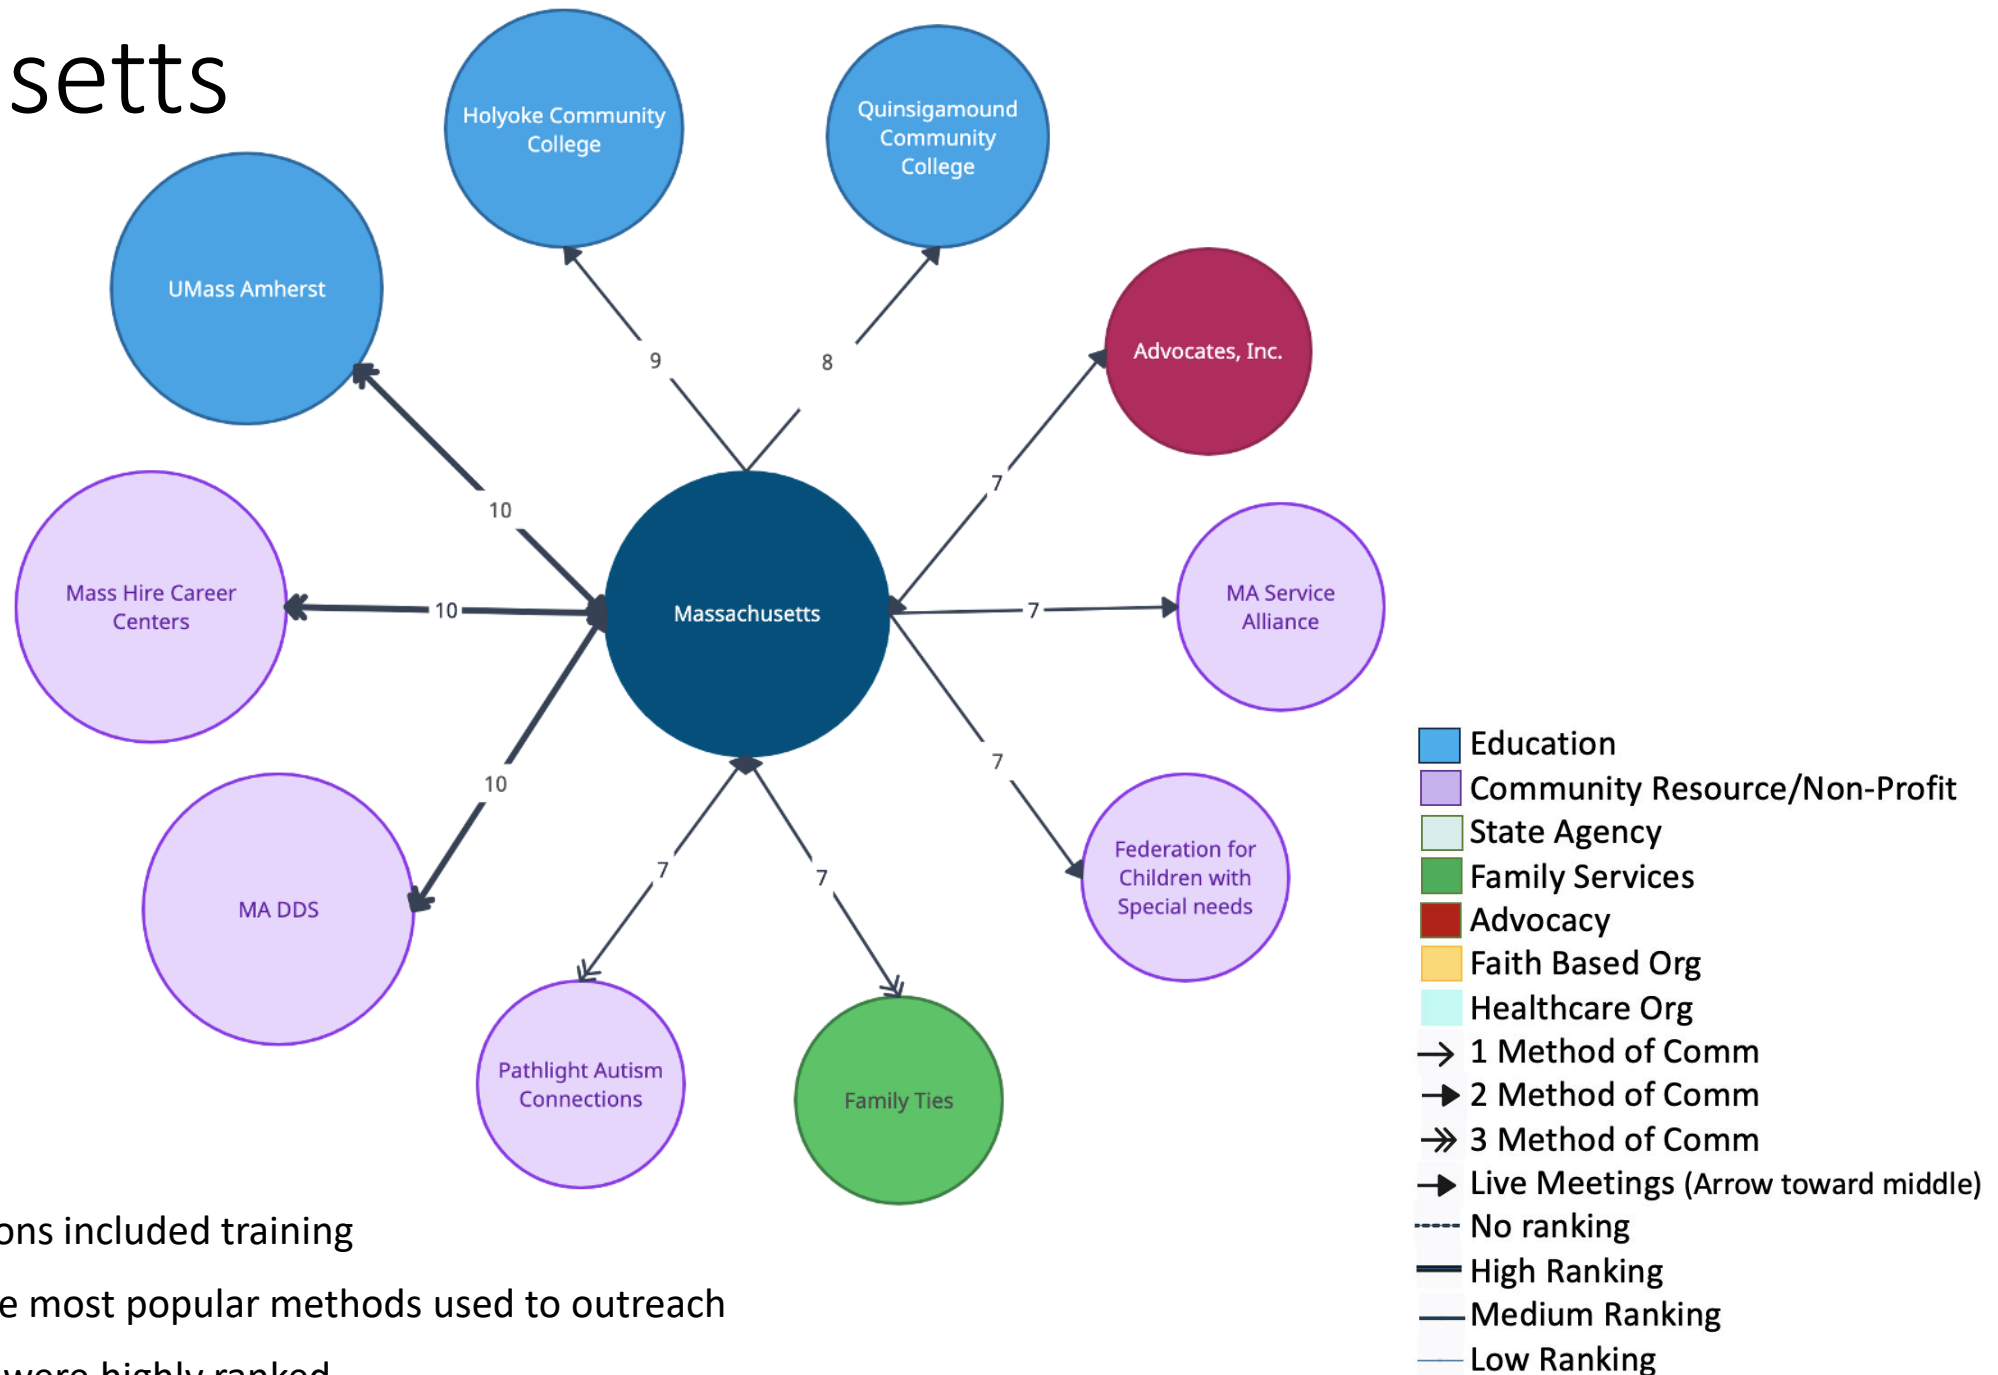 setts
Holyoke Community
College
Quinsigamound
Community
College
UMass Amherst
Advocates, Inc.
9
8
7
10
Mass Hire Career
Centers
10
Massachusetts
7
MA Service
Alliance
10
7
MA DDS
7
7
Federation for
Children with
Special needs
Pathlight Autism
Connections
Family Ties
Education
Community Resource/Non-Profit
State Agency
Family Services
Advocacy
Faith Based Org
Healthcare Org
1 Method of Comm
2 Method of Comm
3 Method of Comm
Live Meetings (Arrow toward middle)
No ranking
High Ranking
Medium Ranking
Low Ranking
ons included training
e most popular methods used to outreach
were highly ranked